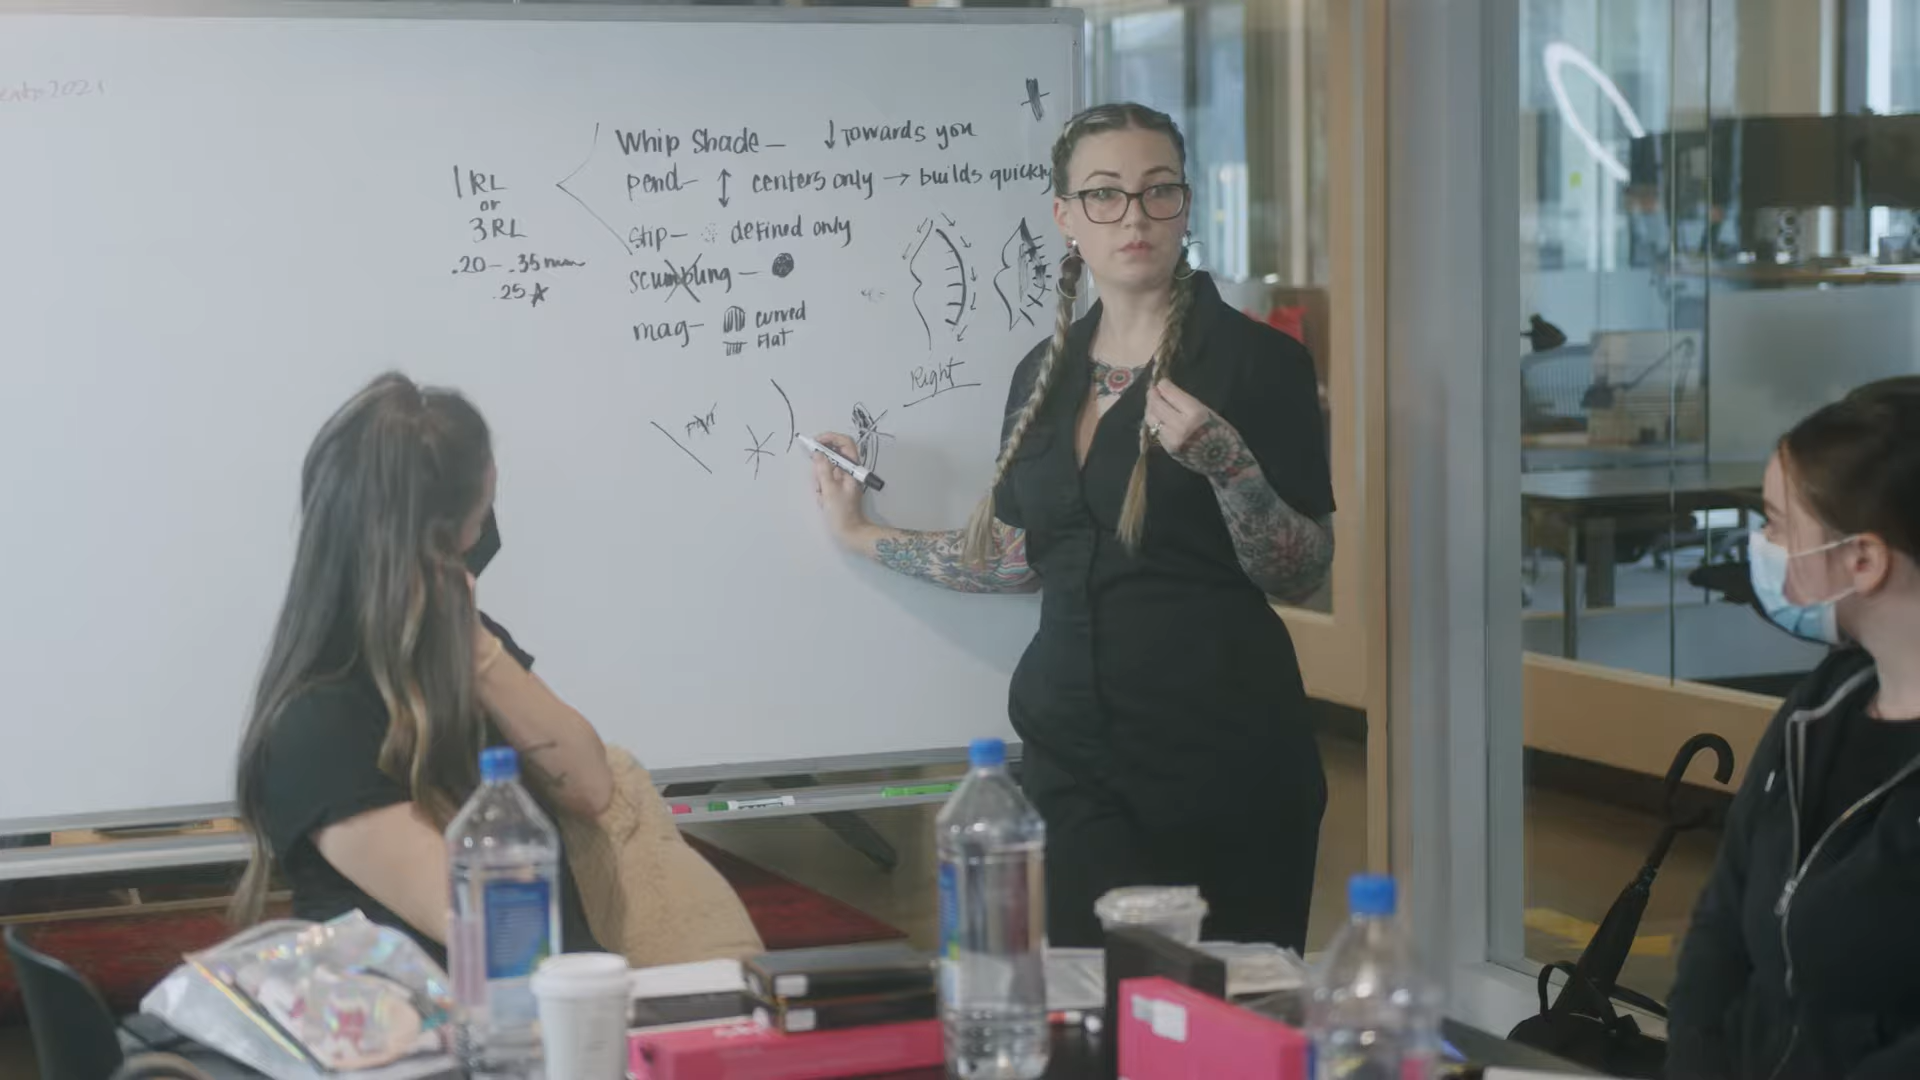 2021
1RL
or
3RL
.20-.35mm
.25
Whip Shade- ↓ Towards you
pend- ↕ centers only → builds quickly
stip- defined only
scumbling-
mag- curved
Flat
Right